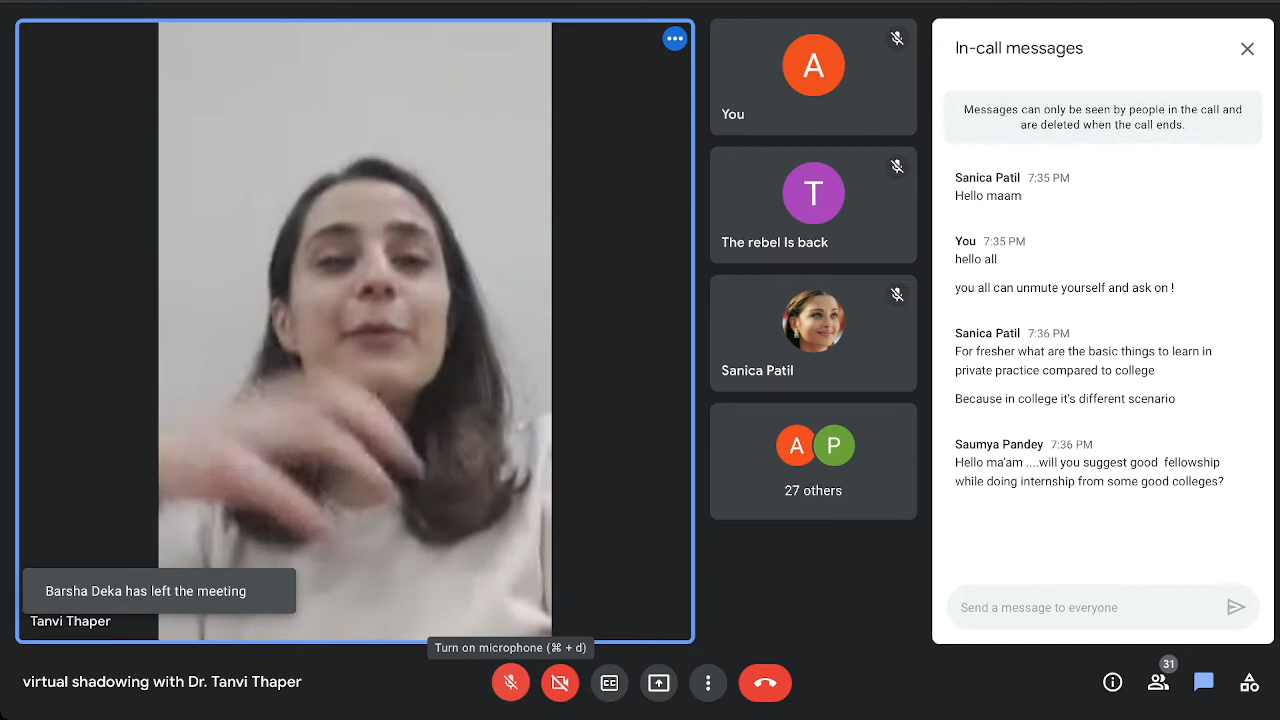 A
You
T
The rebel Is back
Sanica Patil
A P
27 others
Barsha Deka has left the meeting
Tanvi Thaper
Turn on microphone (⌘ + d)
virtual shadowing with Dr. Tanvi Thaper
CC
31
In-call messages
Messages can only be seen by people in the call and
are deleted when the call ends.
Sanica Patil 7:35 PM
Hello maam
You 7:35 PM
hello all
you all can unmute yourself and ask on !
Sanica Patil 7:36 PM
For fresher what are the basic things to learn in
private practice compared to college
Because in college it's different scenario
Saumya Pandey 7:36 PM
Hello ma'am ....will you suggest good fellowship
while doing internship from some good colleges?
Send a message to everyone